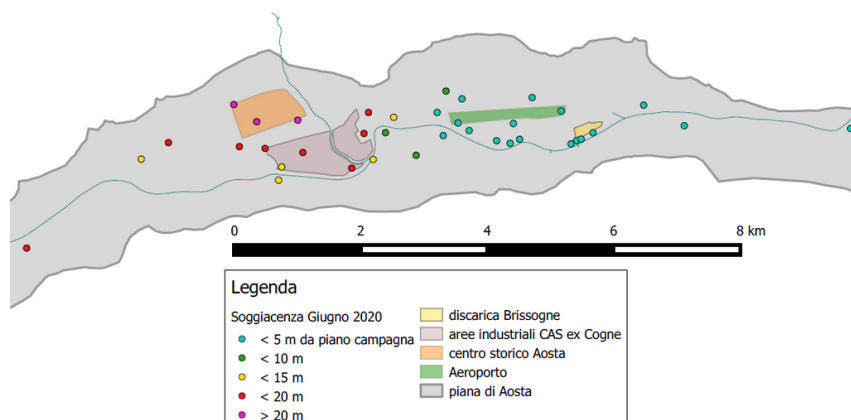 0 2 4 6 8 km
Legenda
Soggiacenza Giugno 2020
< 5 m da piano campagna
< 10 m
< 15 m
< 20 m
> 20 m
discarica Brissogne
aree industriali CAS ex Cogne
centro storico Aosta
Aeroporto
piana di Aosta